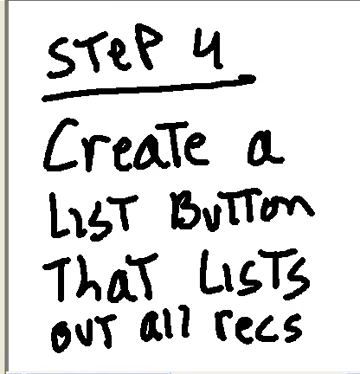 STeP 4
Create a
LIST BuTTon
ThaT LISTS
ouT all recs